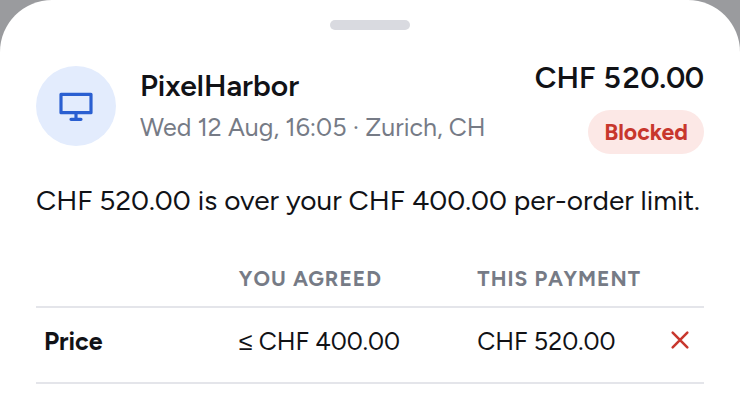 PixelHarbor
CHF 520.00
Wed 12 Aug, 16:05 · Zurich, CH
Blocked
CHF 520.00 is over your CHF 400.00 per-order limit.
YOU AGREED THIS PAYMENT
Price ≤ CHF 400.00 CHF 520.00 ✕